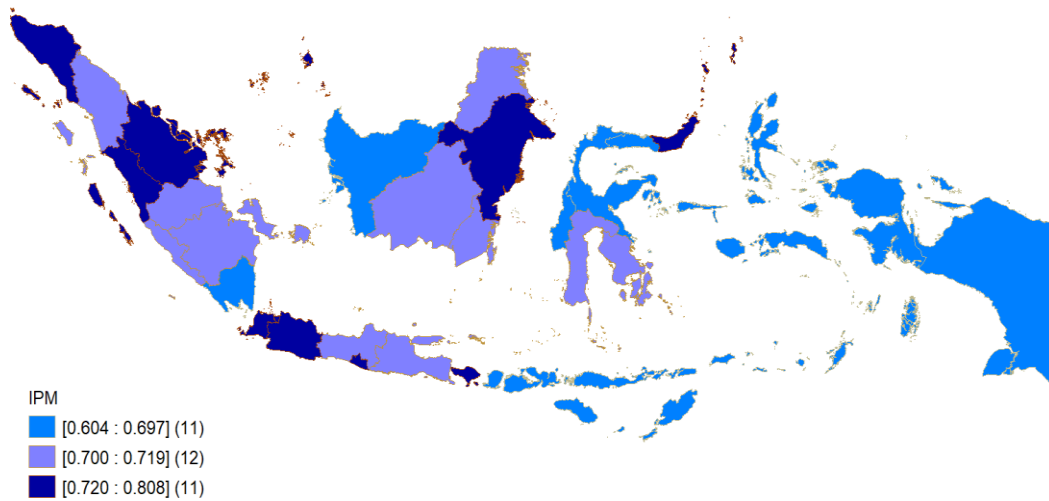 IPM
[0.604 : 0.697] (11)
[0.700 : 0.719] (12)
[0.720 : 0.808] (11)